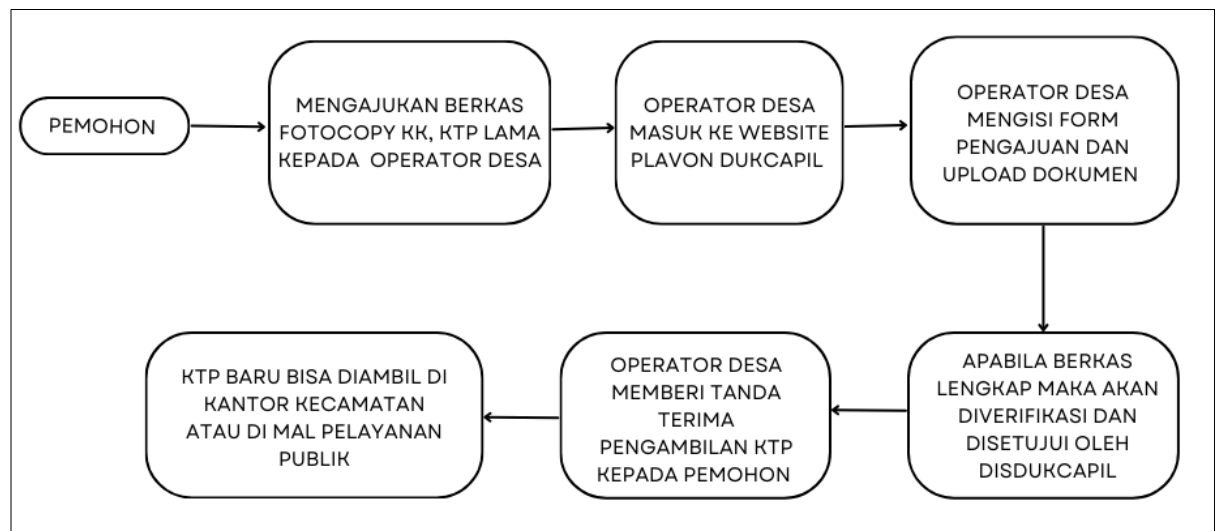 PEMOHON
MENGAJUKAN BERKAS
FOTOCOPY KK, KTP LAMA
KEPADA OPERATOR DESA
OPERATOR DESA
MASUK KE WEBSITE
PLAVON DUKCAPIL
OPERATOR DESA
MENGISI FORM
PENGAJUAN DAN
UPLOAD DOKUMEN
APABILA BERKAS
LENGKAP MAKA AKAN
DIVERIFIKASI DAN
DISETUJUI OLEH
DISDUKCAPIL
OPERATOR DESA
MEMBERI TANDA
TERIMA
PENGAMBILAN KTP
KEPADA PEMOHON
KTP BARU BISA DIAMBIL DI
KANTOR KECAMATAN
ATAU DI MAL PELAYANAN
PUBLIK